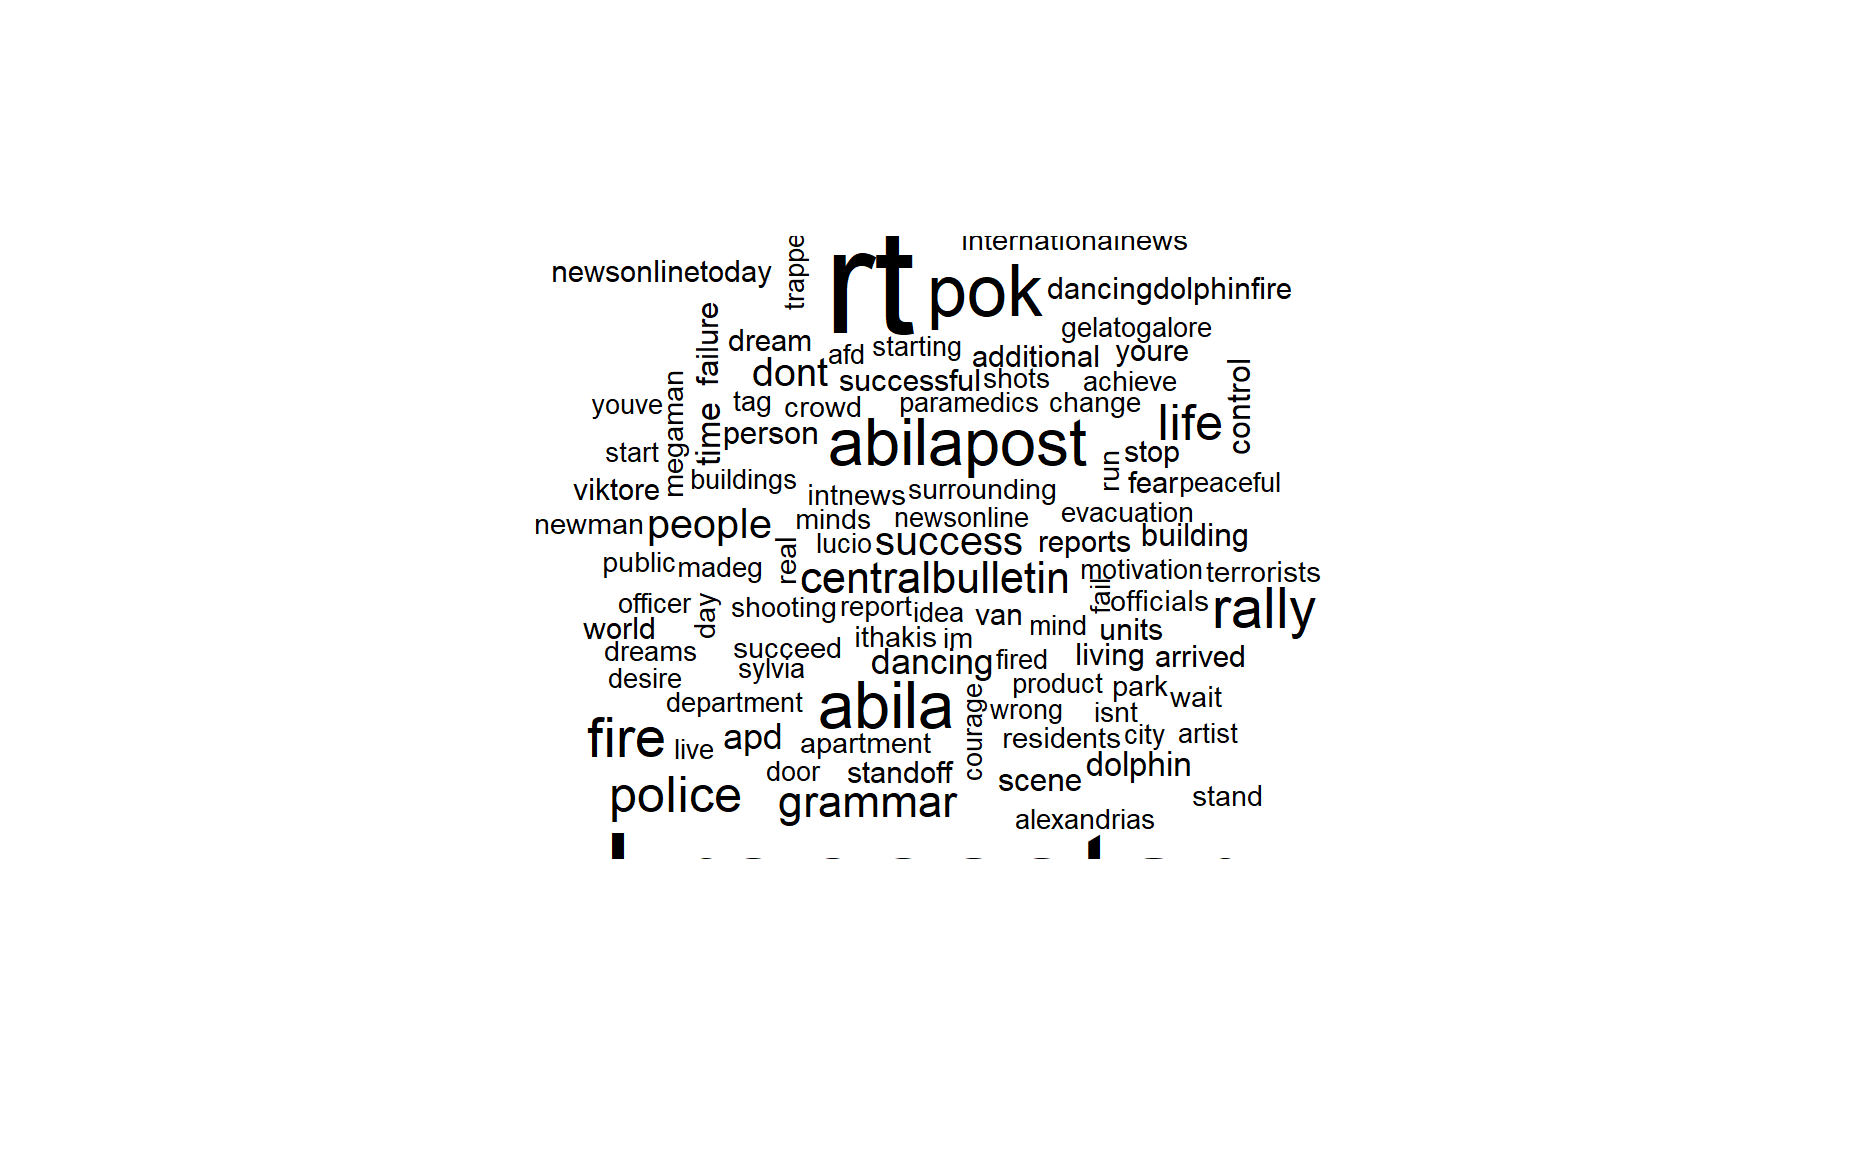 internationalnews
newsonlinetoday trappe rt pok dancingdolphinfire
failure gelatogalore
dream afd starting additional youre
dont successful shots achieve control
youve megaman time tag crowd paramedics change life
person abilapost
start run stop
viktore buildings intnews surrounding fear peaceful
newman people minds newsonline evacuation
real lucio success reports building
public madeg centralbulletin motivation terrorists
officer day shooting report idea van fail officials rally
world mind units
dreams succeed ithakis im
sylvia dancing fired living arrived
desire product park
department abila courage wrong isnt wait
fire live apd apartment residents city artist
door standoff scene dolphin
police grammar stand
alexandrias